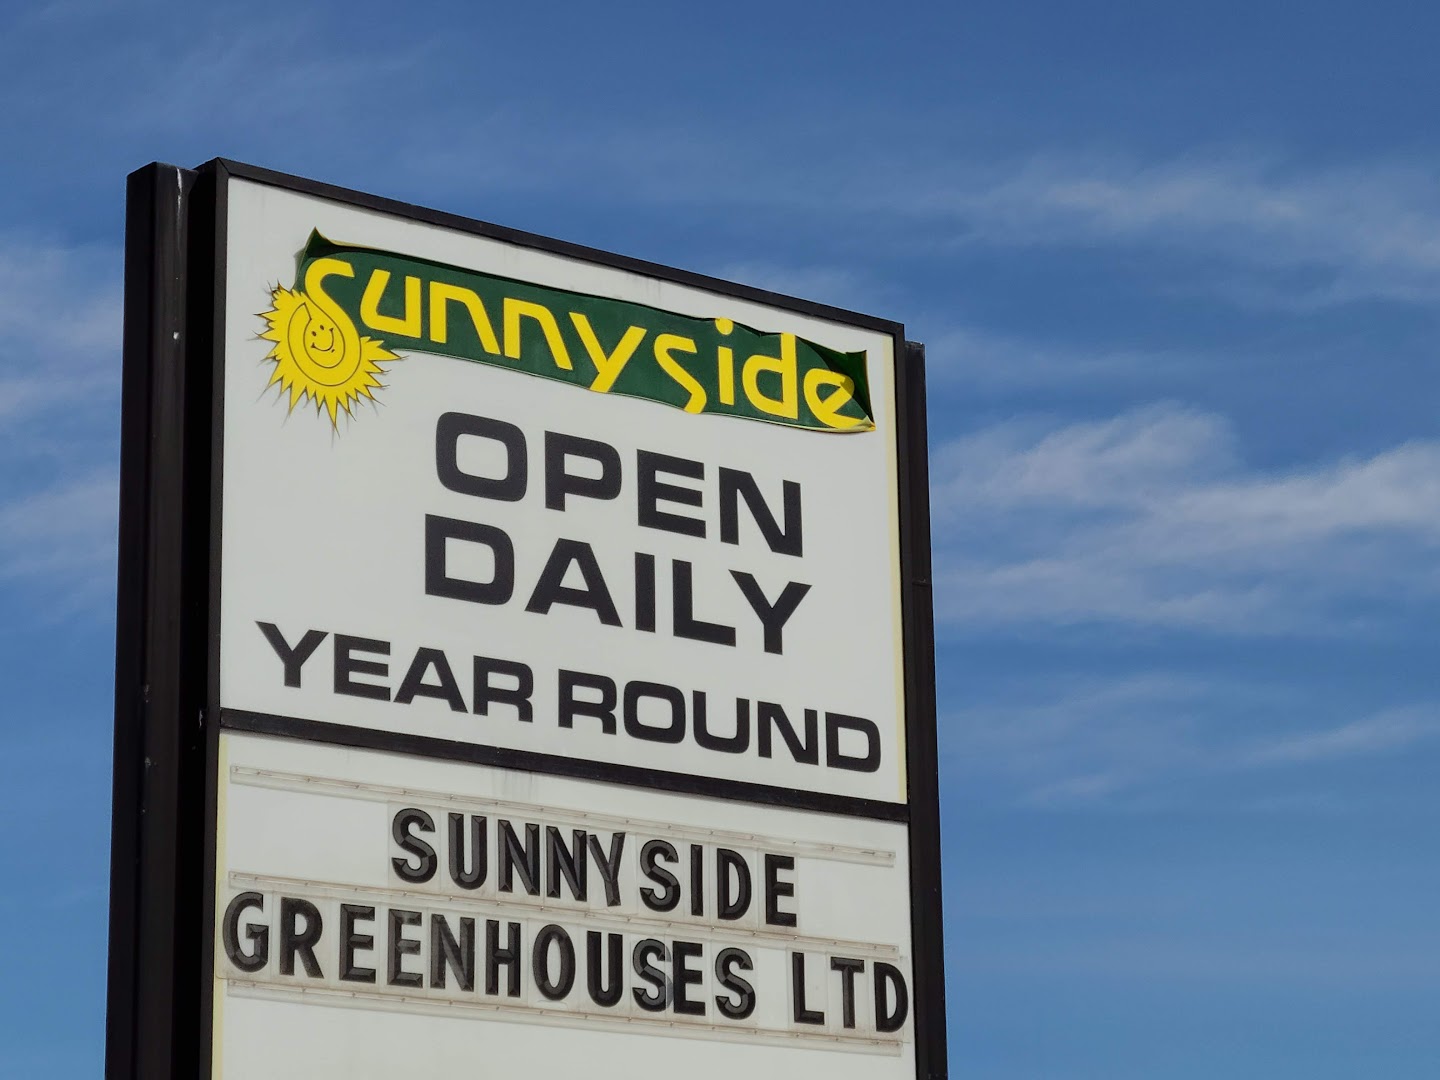 Sunnyside
OPEN
DAILY
YEAR ROUND
SUNNYSIDE
GREENHOUSES LTD